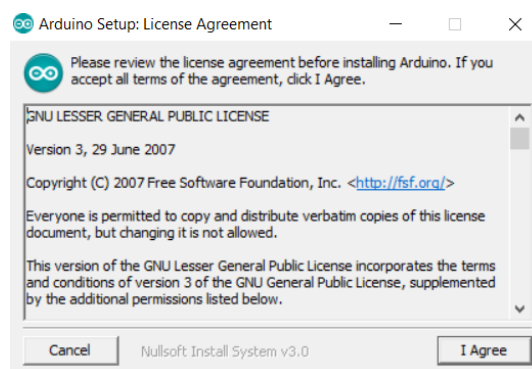 Arduino Setup: License Agreement
Please review the license agreement before installing Arduino. If you
accept all terms of the agreement, click I Agree.
GNU LESSER GENERAL PUBLIC LICENSE
Version 3, 29 June 2007
Copyright (C) 2007 Free Software Foundation, Inc. <http://fsf.org/>
Everyone is permitted to copy and distribute verbatim copies of this license
document, but changing it is not allowed.
This version of the GNU Lesser General Public License incorporates the terms
and conditions of version 3 of the GNU General Public License, supplemented
by the additional permissions listed below.
Cancel
Nullsoft Install System v3.0
I Agree